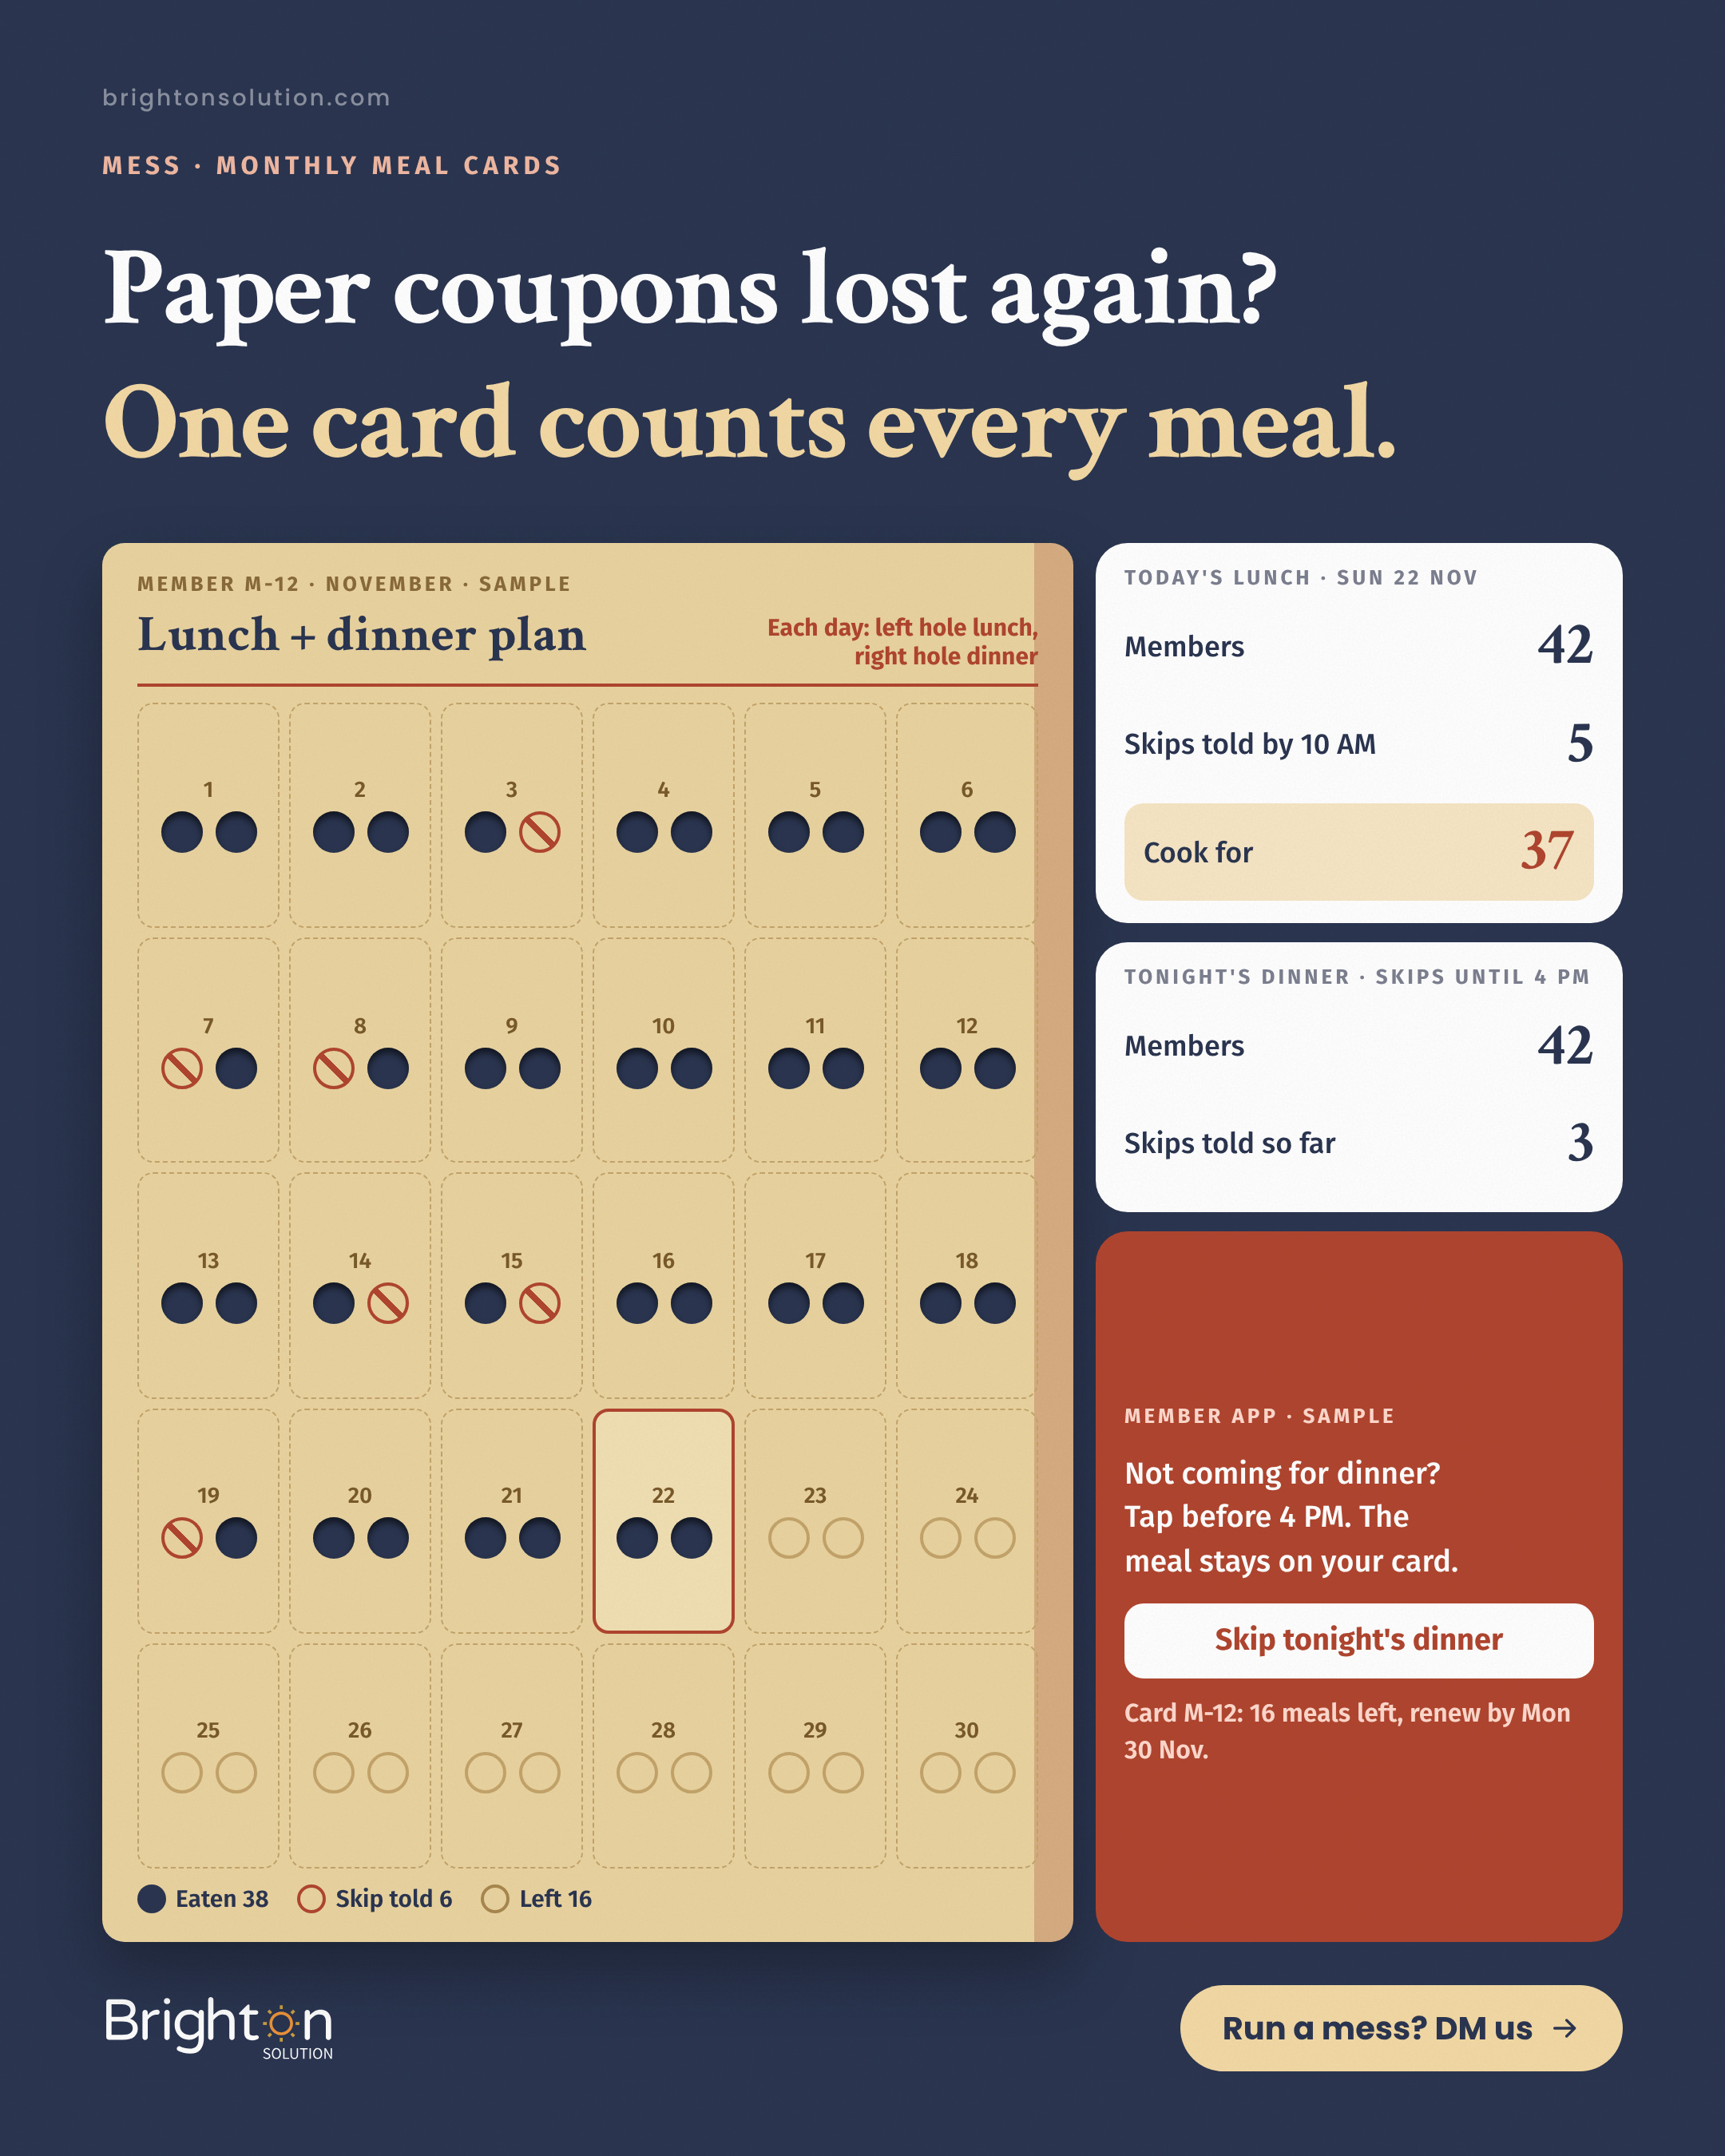 brightonsolution.com
MESS · MONTHLY MEAL CARDS
Paper coupons lost again?
One card counts every meal.
MEMBER M-12 · NOVEMBER · SAMPLE
Lunch + dinner plan
Each day: left hole lunch,
right hole dinner
1 2 3 4 5 6
7 8 9 10 11 12
13 14 15 16 17 18
19 20 21 22 23 24
25 26 27 28 29 30
Eaten 38 Skip told 6 Left 16
TODAY'S LUNCH · SUN 22 NOV
Members 42
Skips told by 10 AM 5
Cook for 37
TONIGHT'S DINNER · SKIPS UNTIL 4 PM
Members 42
Skips told so far 3
MEMBER APP · SAMPLE
Not coming for dinner?
Tap before 4 PM. The
meal stays on your card.
Skip tonight's dinner
Card M-12: 16 meals left, renew by Mon
30 Nov.
Brighton
SOLUTION
Run a mess? DM us →